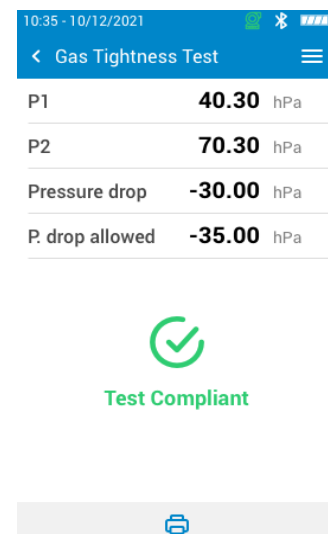 10:35 - 10/12/2021
Gas Tightness Test
P1 40.30 hPa
P2 70.30 hPa
Pressure drop -30.00 hPa
P. drop allowed -35.00 hPa
Test Compliant